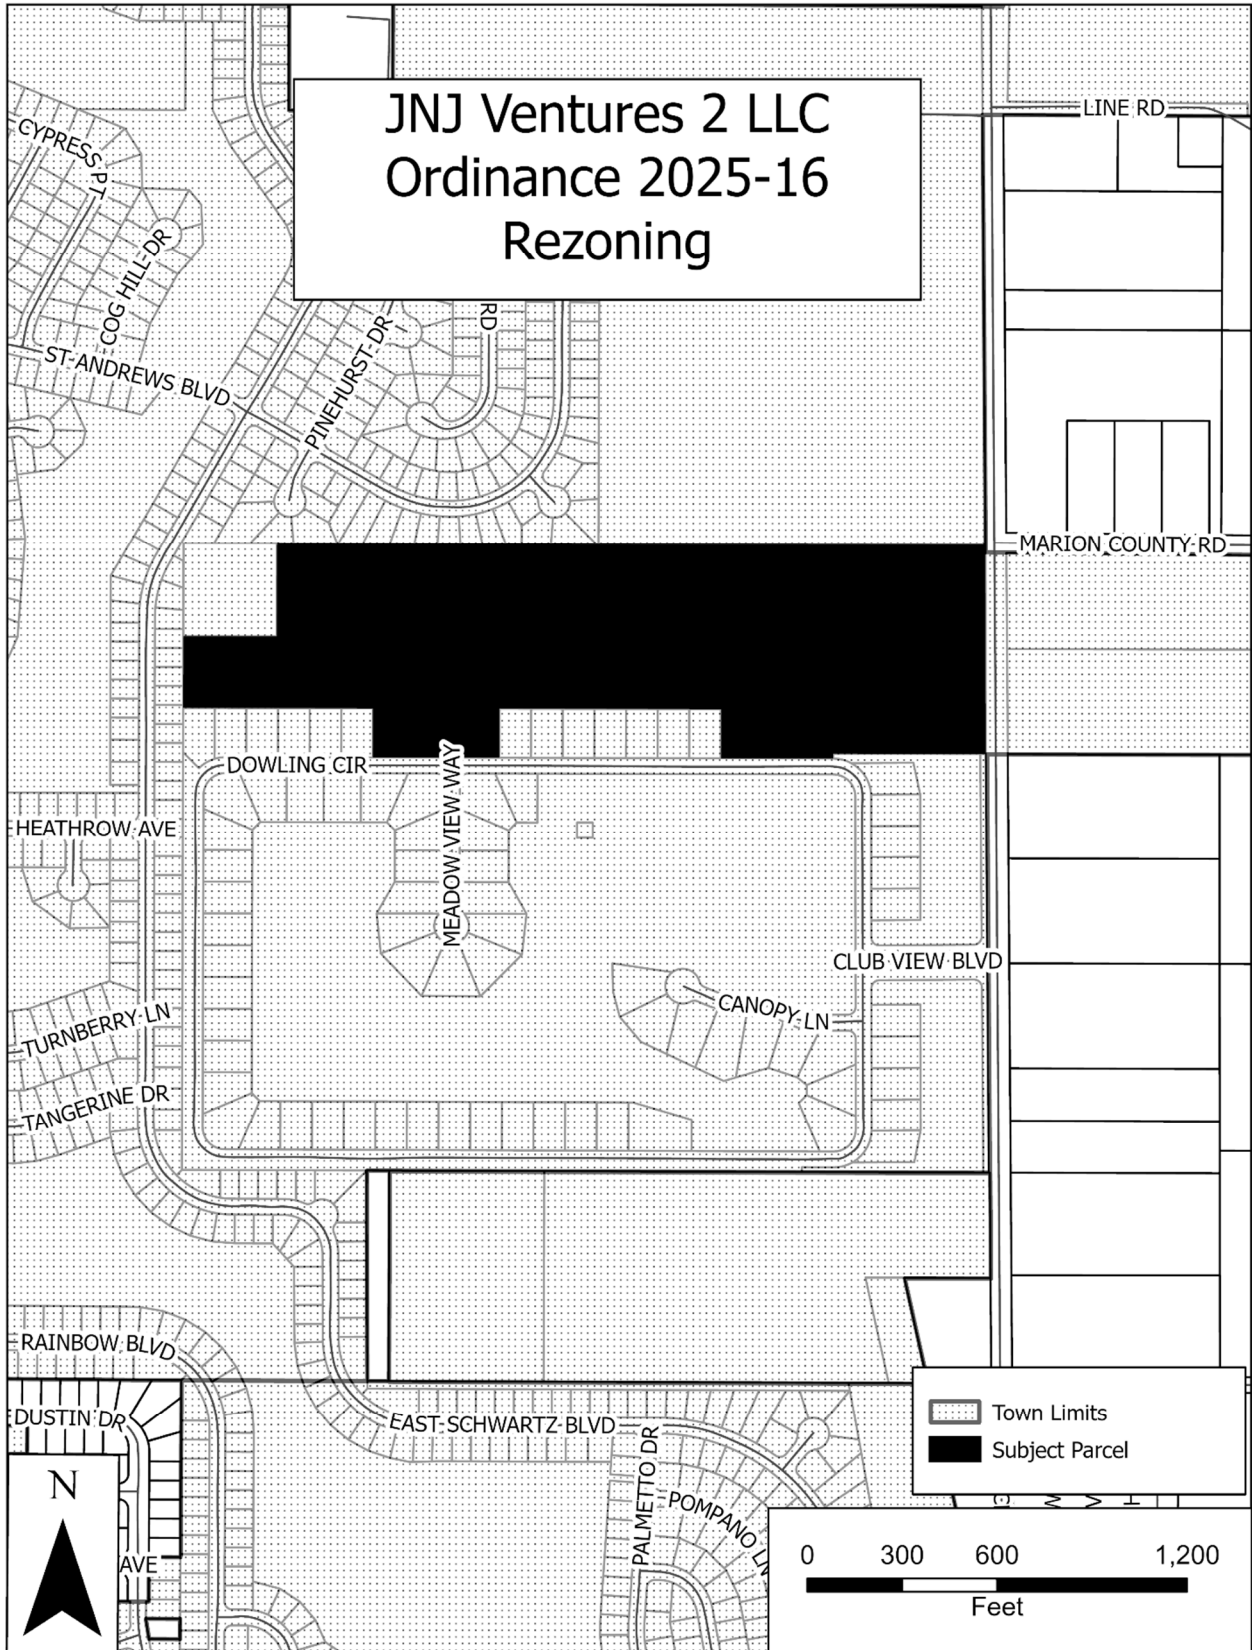 JNJ Ventures 2 LLC
Ordinance 2025-16
Rezoning
LINE RD
CYPRESS PT
COG HILL DR
ST ANDREWS BLVD
PINEHURST DR
RD
MARION COUNTY RD
DOWLING CIR
MEADOW VIEW WAY
HEATHROW AVE
CLUB VIEW BLVD
CANOPY LN
TURNBERRY LN
TANGERINE DR
RAINBOW BLVD
DUSTIN DR
EAST SCHWARTZ BLVD
PALMETTO DR
POMPANO LN
AVE
Town Limits
Subject Parcel
N
0 300 600 1,200
Feet